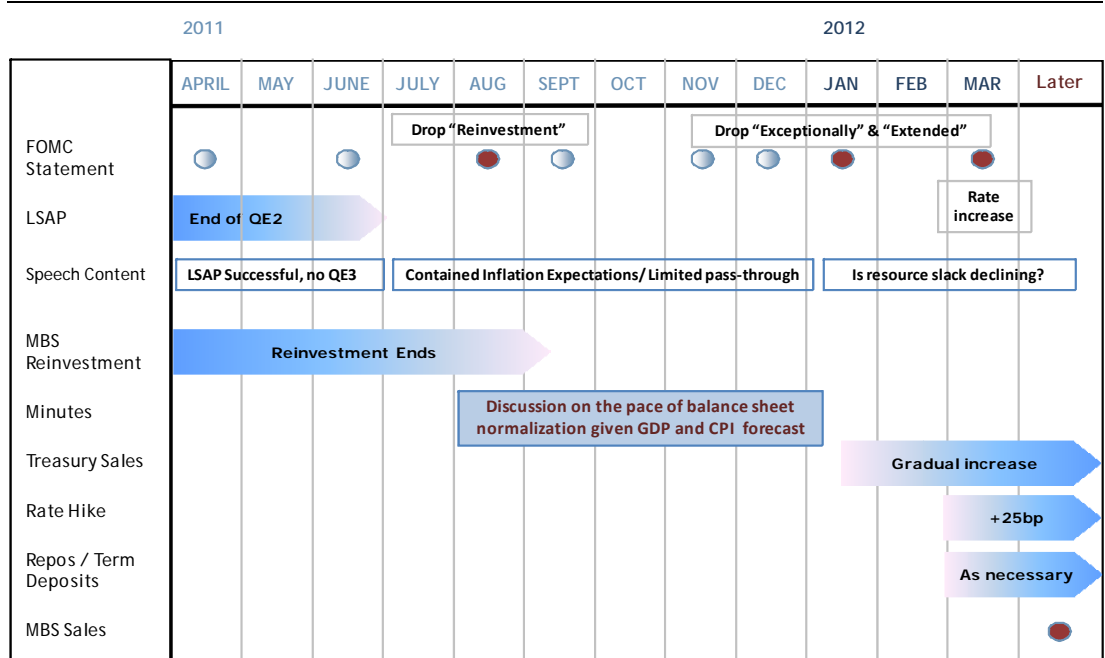 2011 2012
APRIL MAY JUNE JULY AUG SEPT OCT NOV DEC JAN FEB MAR Later
FOMC
Statement
Drop "Reinvestment"
Drop "Exceptionally" & "Extended"
LSAP
End of QE2
Rate
increase
Speech Content
LSAP Successful, no QE3
Contained Inflation Expectations/ Limited pass-through
Is resource slack declining?
MBS
Reinvestment
Reinvestment Ends
Minutes
Discussion on the pace of balance sheet
normalization given GDP and CPI forecast
Treasury Sales
Gradual increase
Rate Hike
+25bp
Repos / Term
Deposits
As necessary
MBS Sales